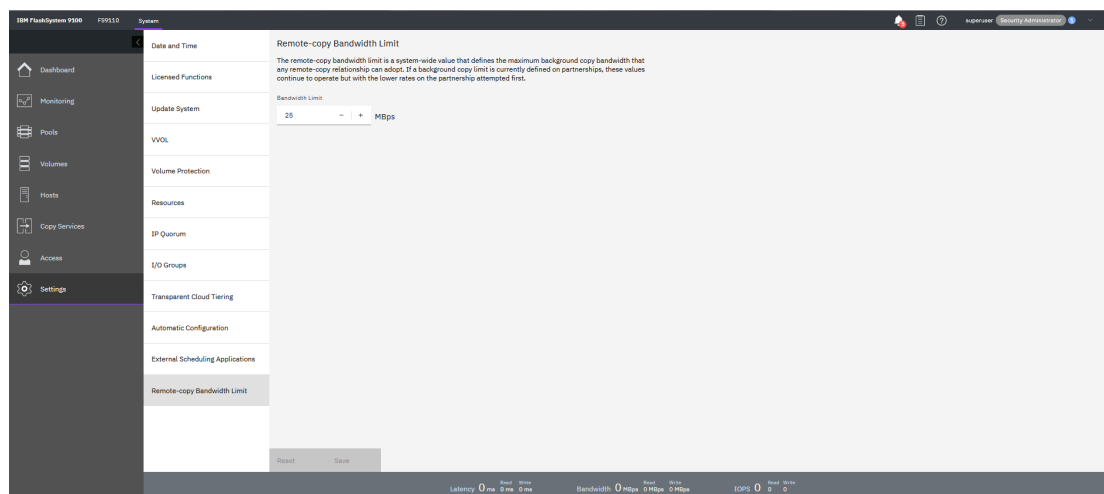 IBM FlashSystem 9100 FS9110 System superuser Security Administrator
Date and Time
Licensed Functions
Update System
VVOL
Volume Protection
Resources
IP Quorum
I/O Groups
Transparent Cloud Tiering
Automatic Configuration
External Scheduling Applications
Remote-copy Bandwidth Limit
Dashboard
Monitoring
Pools
Volumes
Hosts
Copy Services
Access
Settings
Remote-copy Bandwidth Limit
The remote-copy bandwidth limit is a system-wide value that defines the maximum background copy bandwidth that
any remote-copy relationship can adopt. If a background copy limit is currently defined on partnerships, these values
continue to operate but with the lower rates on the partnership attempted first.
Bandwidth Limit
25 − + MBps
Reset Save
Latency 0 ms Read 0 ms Write 0 ms Bandwidth 0 MBps Read 0 MBps Write 0 MBps IOPS 0 Read 0 Write 0